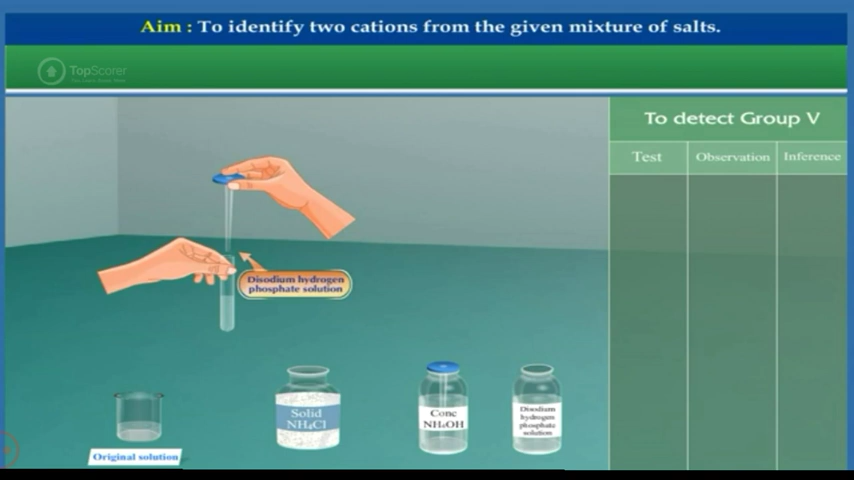 Aim : To identify two cations from the given mixture of salts.
TopScorer
To detect Group V
Test Observation Inference
Disodium hydrogen
phosphate solution
Solid
NH₄Cl
Conc
NH₄OH
Disodium
hydrogen
phosphate
solution
Original solution